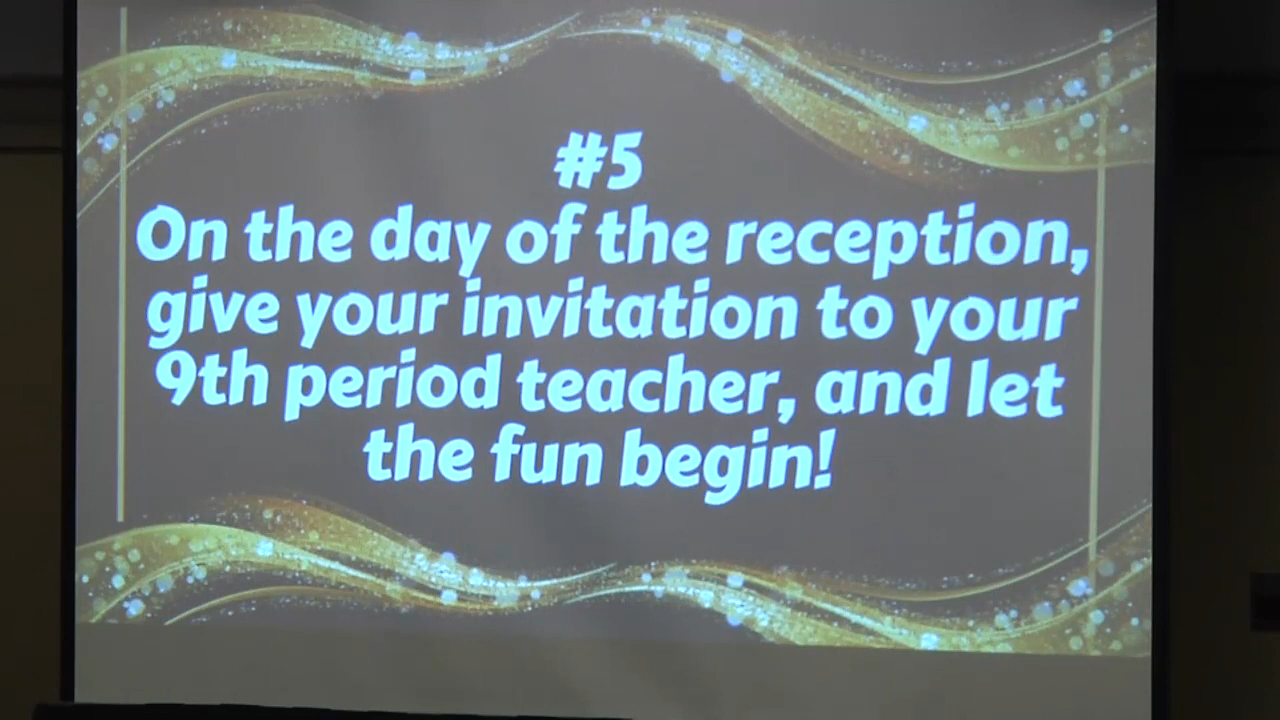 #5
On the day of the reception,
give your invitation to your
9th period teacher, and let
the fun begin!